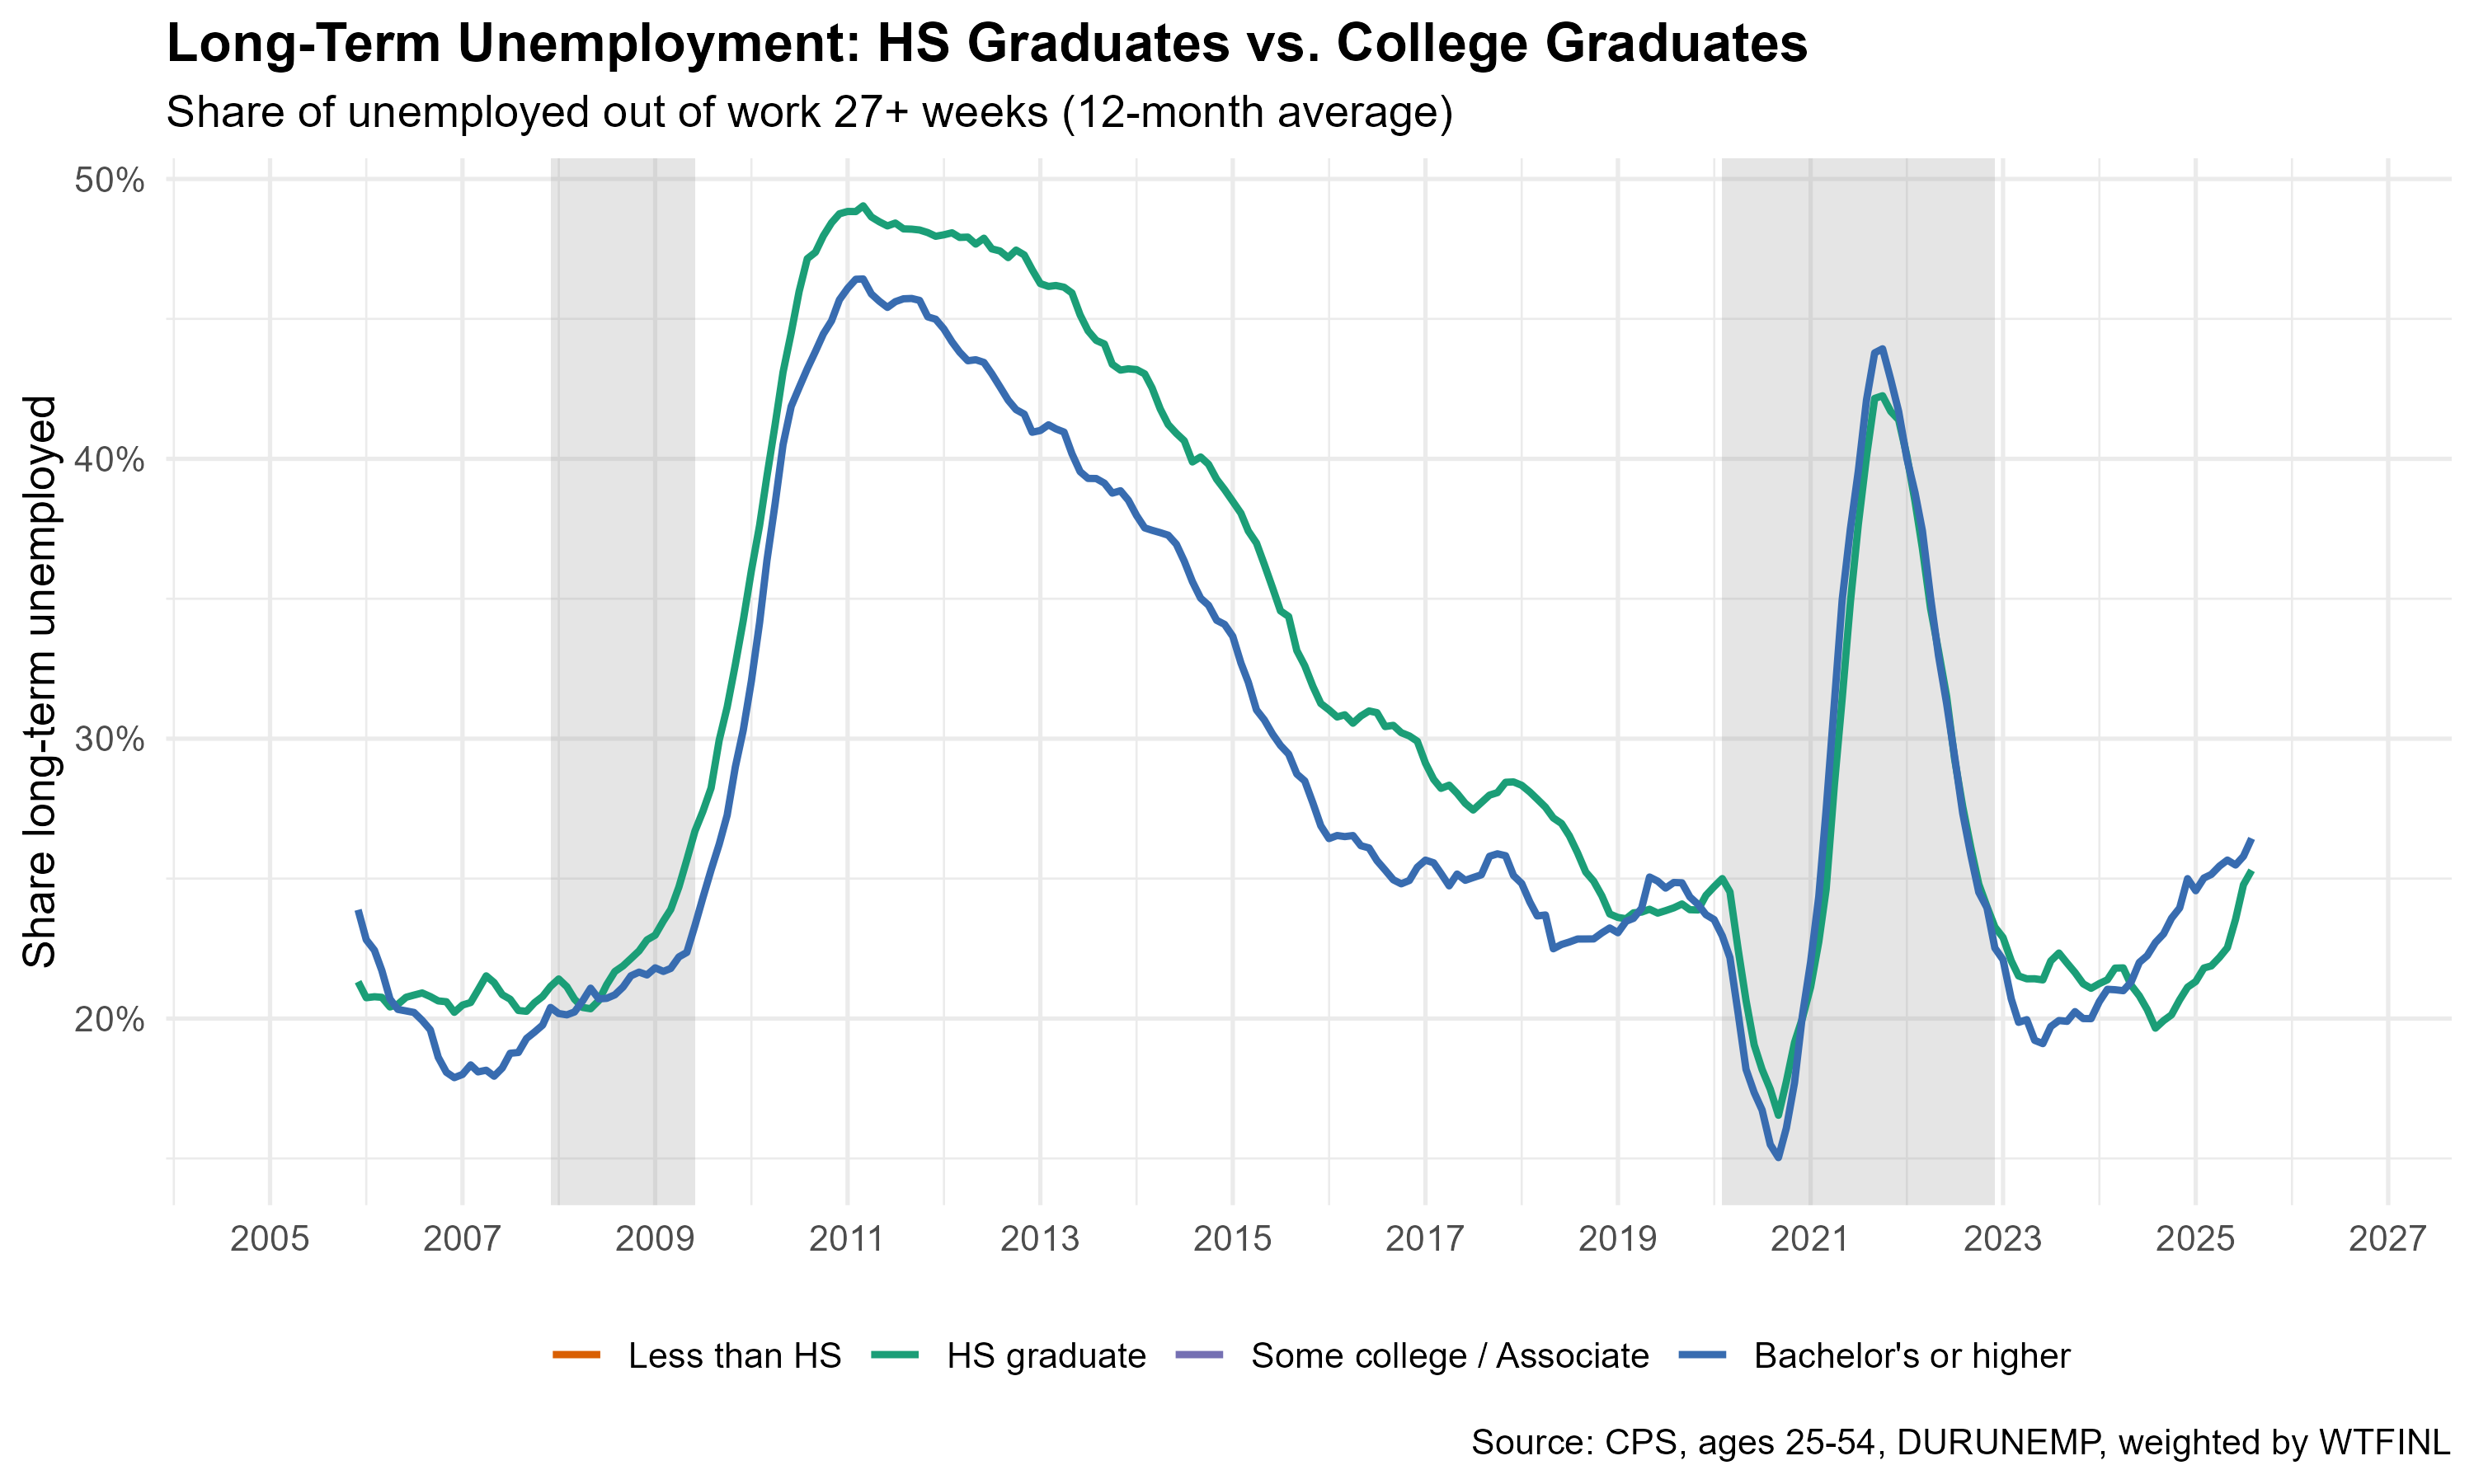 Long-Term Unemployment: HS Graduates vs. College Graduates
Share of unemployed out of work 27+ weeks (12-month average)
Share long-term unemployed
50%
40%
30%
20%
2005 2007 2009 2011 2013 2015 2017 2019 2021 2023 2025 2027
Less than HS HS graduate Some college / Associate Bachelor's or higher
Source: CPS, ages 25-54, DURUNEMP, weighted by WTFINL